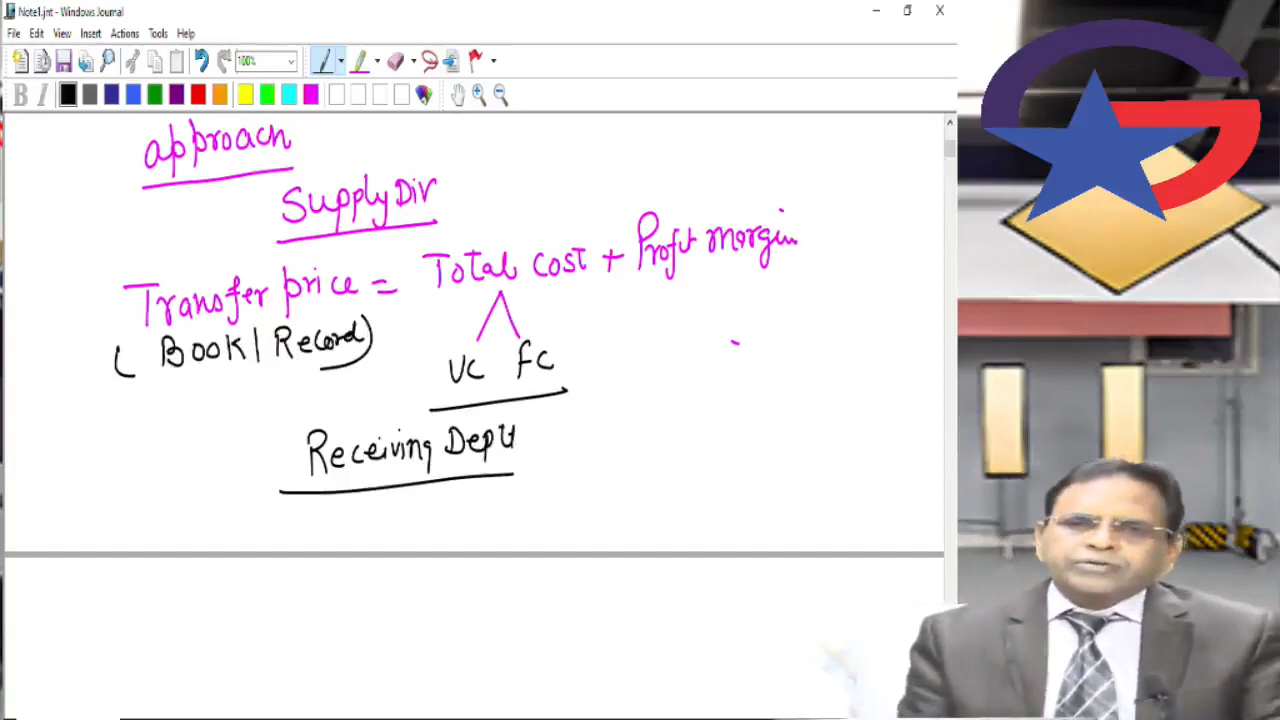 Note1.jnt - Windows Journal
File Edit View Insert Actions Tools Help
100%
B I
approach
Supply Div
Transfer price = Total cost + Profit margin
( Book / Record)
VC FC
Receiving Dept